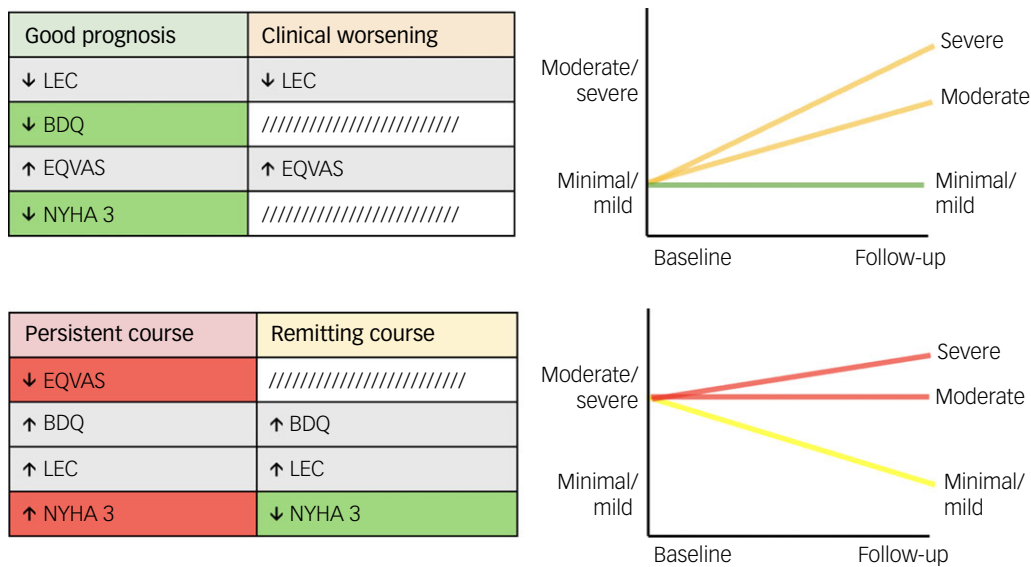 Good prognosis Clinical worsening
↓ LEC ↓ LEC
↓ BDQ /////////////////////////
↑ EQVAS ↑ EQVAS
↓ NYHA 3 /////////////////////////
Moderate/
severe
Minimal/
mild
Severe
Moderate
Minimal/
mild
Baseline Follow-up
Persistent course Remitting course
↓ EQVAS /////////////////////////
↑ BDQ ↑ BDQ
↑ LEC ↑ LEC
↑ NYHA 3 ↓ NYHA 3
Moderate/
severe
Minimal/
mild
Severe
Moderate
Minimal/
mild
Baseline Follow-up